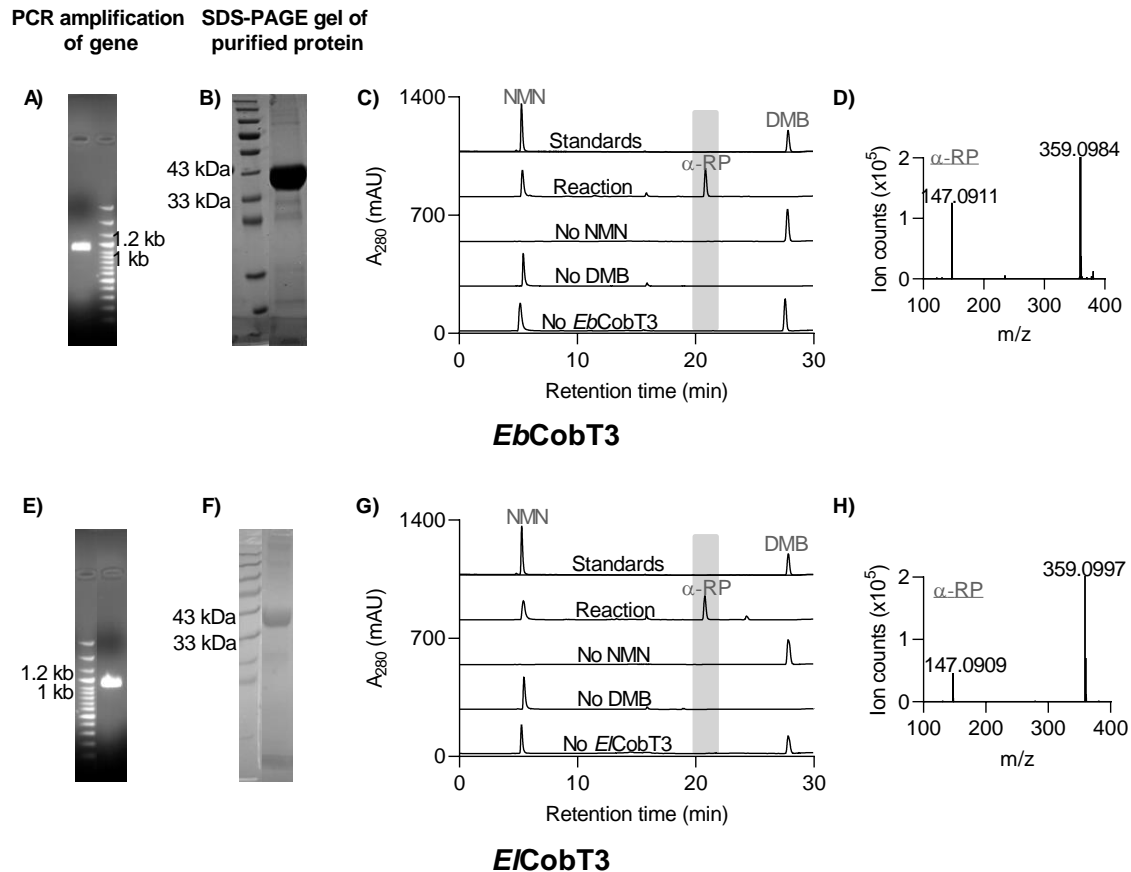 PCR amplification
of gene
SDS-PAGE gel of
purified protein
A)
1.2 kb
1 kb
B)
43 kDa
33 kDa
C)
1400
700
0
A280 (mAU)
NMN
DMB
Standards
α-RP
Reaction
No NMN
No DMB
No EbCobT3
0 10 20 30
Retention time (min)
D)
Ion counts (x10^5)
2
1
0
α-RP
359.0984
147.0911
100 200 300 400
m/z
EbCobT3
E)
1.2 kb
1 kb
F)
43 kDa
33 kDa
G)
1400
700
0
A280 (mAU)
NMN
DMB
Standards
α-RP
Reaction
No NMN
No DMB
No ElCobT3
0 10 20 30
Retention time (min)
H)
Ion counts (x10^5)
2
1
0
α-RP
359.0997
147.0909
100 200 300 400
m/z
ElCobT3